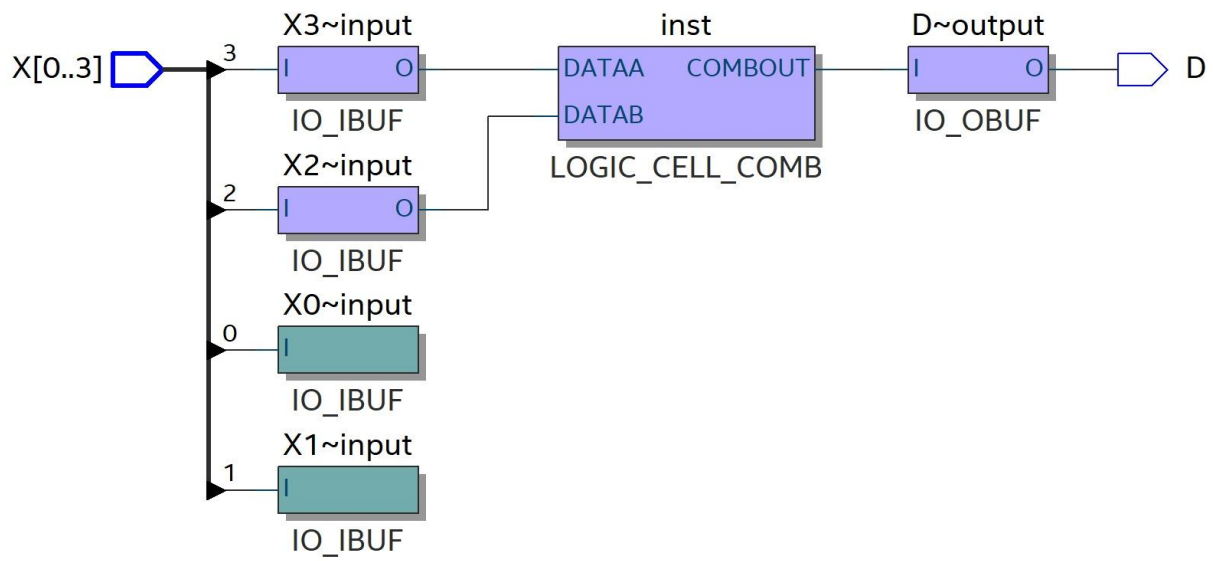 X3~input
inst
D~output
X[0..3]
3
I
O
DATAA
COMBOUT
I
O
D
DATAB
IO_IBUF
IO_OBUF
X2~input
LOGIC_CELL_COMB
2
I
O
IO_IBUF
X0~input
0
I
IO_IBUF
X1~input
1
I
IO_IBUF